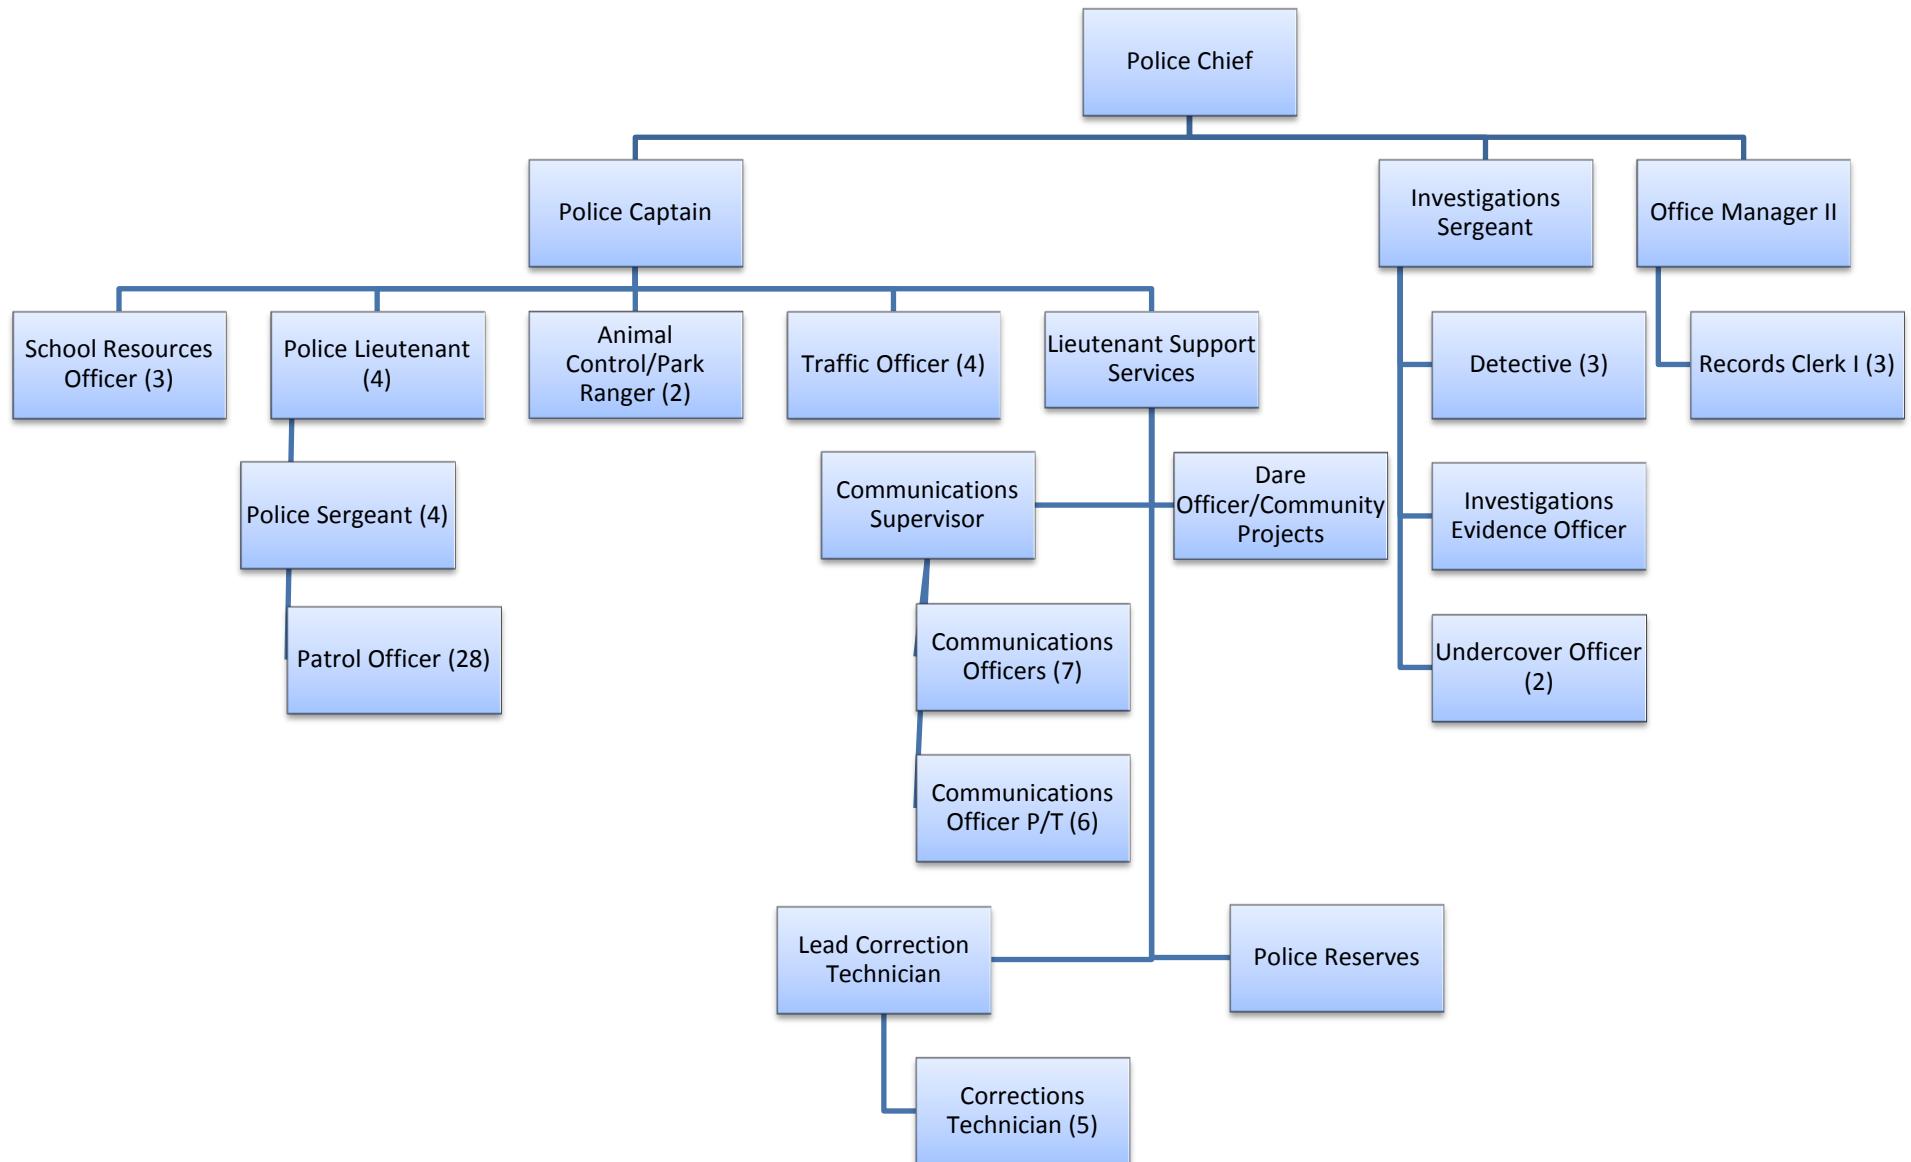 Police Chief
Police Captain
Investigations
Sergeant
Office Manager II
School Resources
Officer (3)
Police Lieutenant
(4)
Animal
Control/Park
Ranger (2)
Traffic Officer (4)
Lieutenant Support
Services
Detective (3)
Records Clerk I (3)
Police Sergeant (4)
Communications
Supervisor
Dare
Officer/Community
Projects
Investigations
Evidence Officer
Patrol Officer (28)
Communications
Officers (7)
Undercover Officer
(2)
Communications
Officer P/T (6)
Lead Correction
Technician
Police Reserves
Corrections
Technician (5)